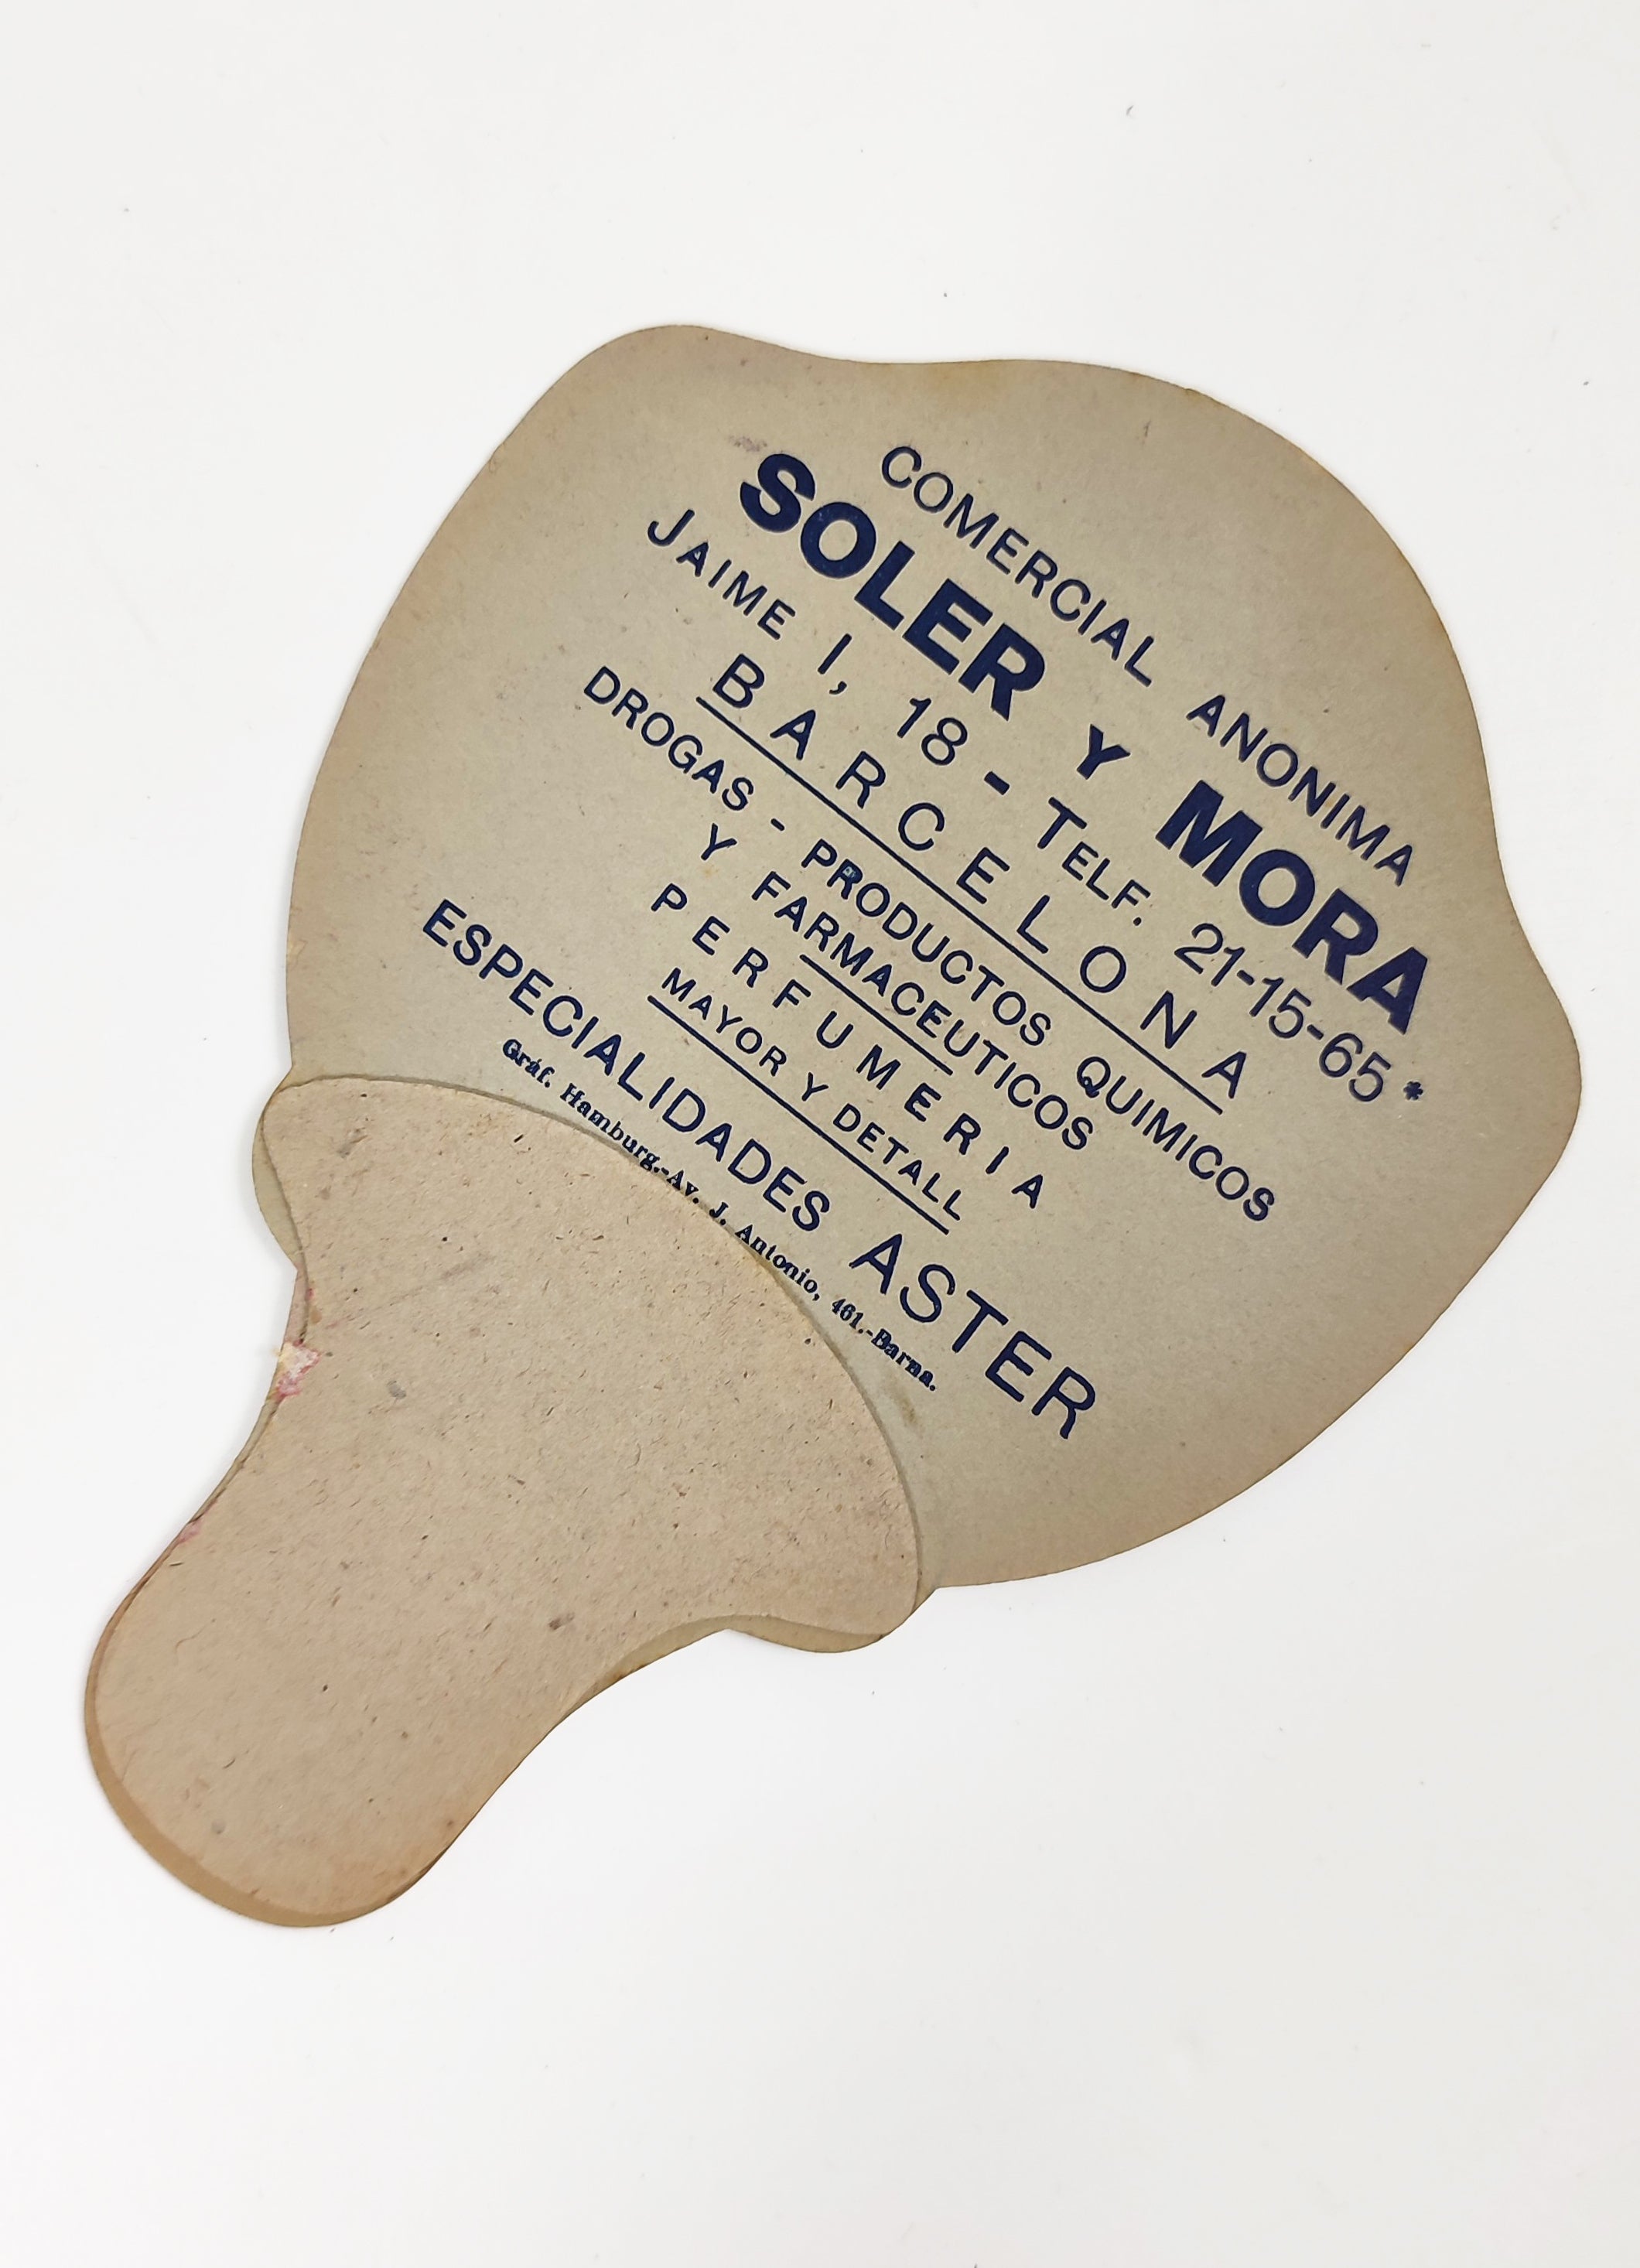 COMERCIAL ANONIMA
SOLER Y MORA
JAIME I, 18 - TELF. 21-15-65*
BARCELONA
DROGAS - PRODUCTOS QUIMICOS
Y FARMACEUTICOS
PERFUMERIA
MAYOR Y DETALL
ESPECIALIDADES ASTER
Gráf. Hamburg.-Av. J. Antonio, 461.-Barna.